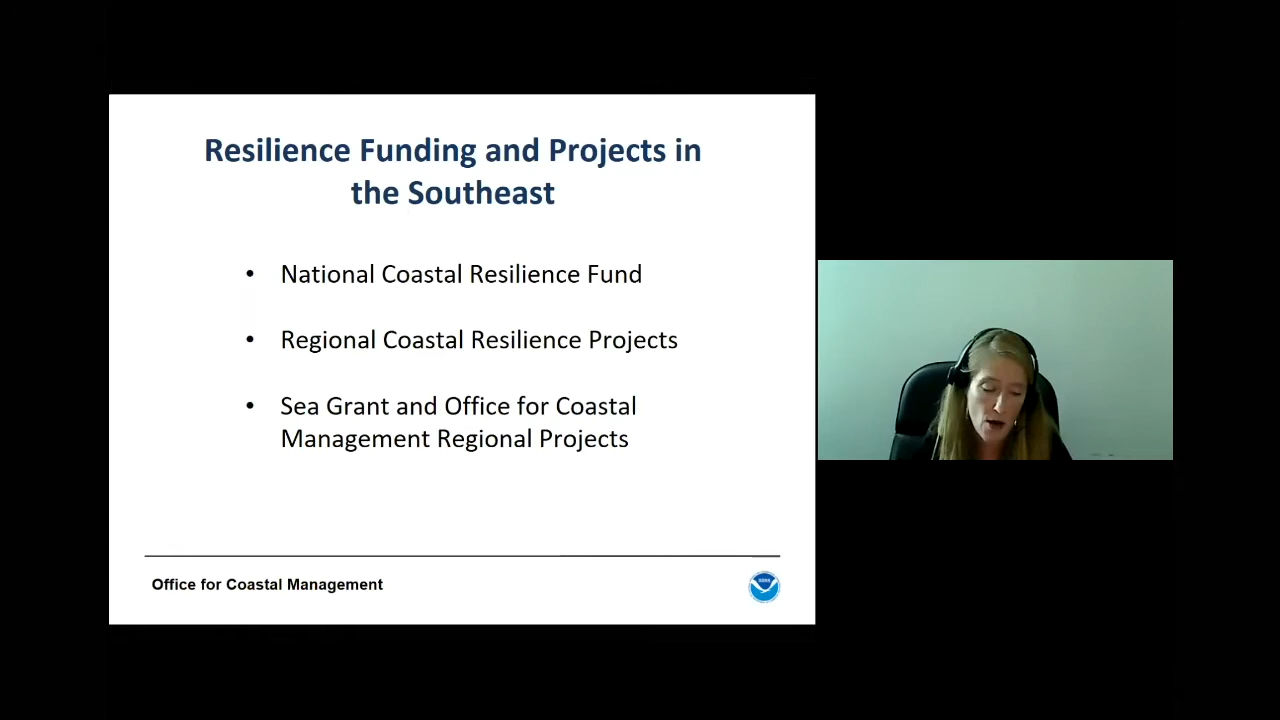 Resilience Funding and Projects in
the Southeast
• National Coastal Resilience Fund
• Regional Coastal Resilience Projects
• Sea Grant and Office for Coastal
Management Regional Projects
Office for Coastal Management
NOAA